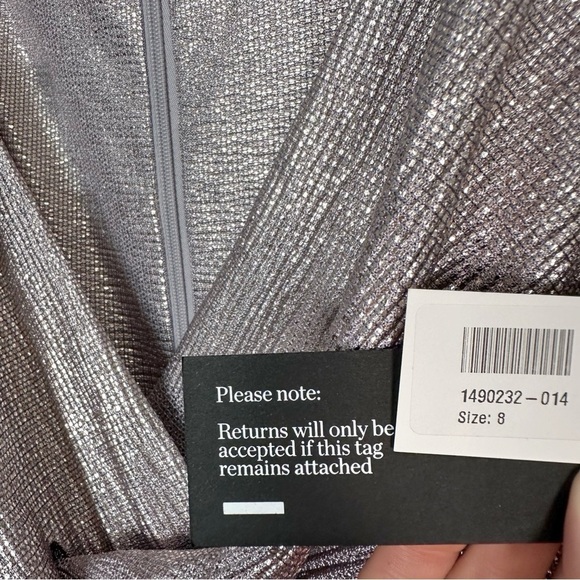 Please note:
Returns will only be
accepted if this tag
remains attached
1490232-014
Size: 8